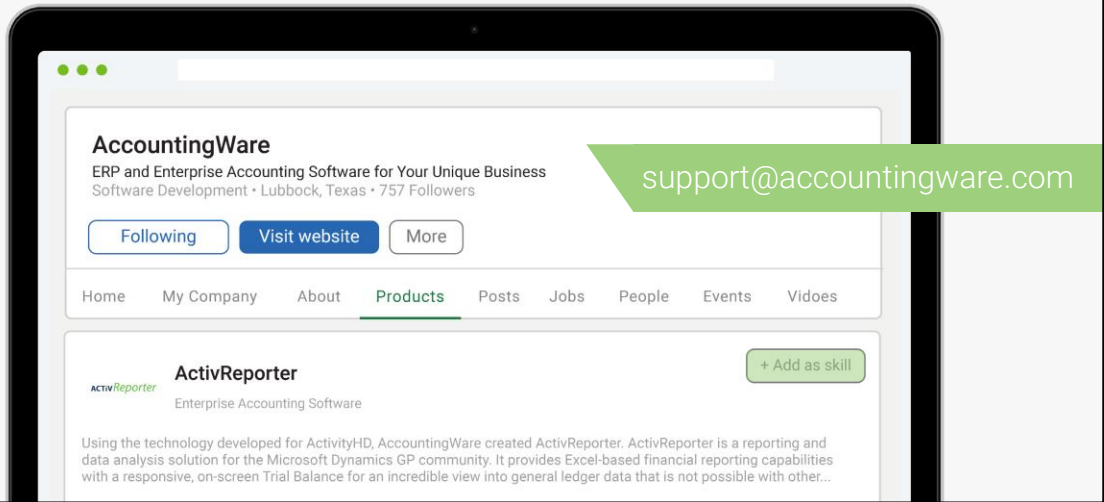 AccountingWare
ERP and Enterprise Accounting Software for Your Unique Business
Software Development • Lubbock, Texas • 757 Followers
support@accountingware.com
Following Visit website More
Home My Company About Products Posts Jobs People Events Vidoes
ActivReporter
+ Add as skill
ACTiVReporter
Enterprise Accounting Software
Using the technology developed for ActivityHD, AccountingWare created ActivReporter. ActivReporter is a reporting and
data analysis solution for the Microsoft Dynamics GP community. It provides Excel-based financial reporting capabilities
with a responsive, on-screen Trial Balance for an incredible view into general ledger data that is not possible with other...